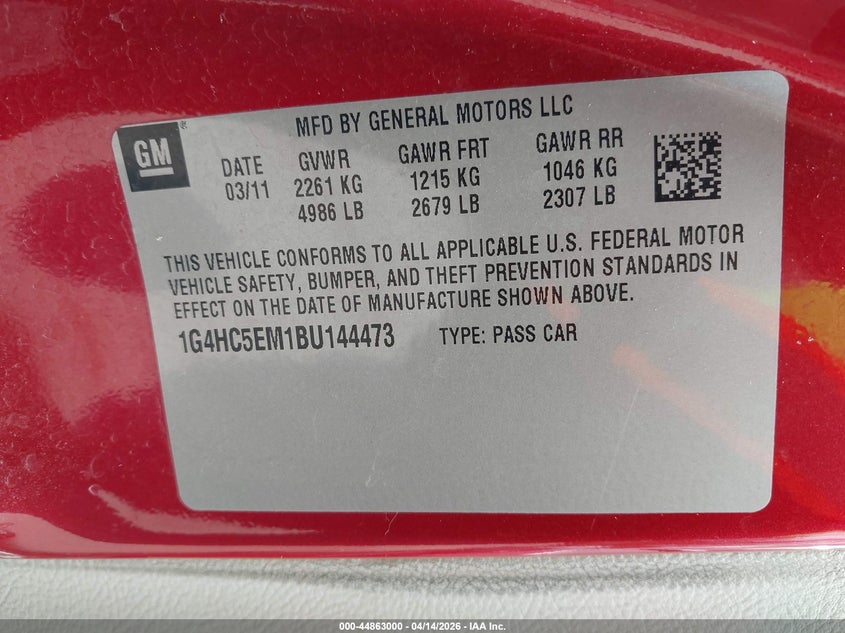 MFD BY GENERAL MOTORS LLC
GM
DATE GVWR GAWR FRT GAWR RR
03/11 2261 KG 1215 KG 1046 KG
4986 LB 2679 LB 2307 LB
THIS VEHICLE CONFORMS TO ALL APPLICABLE U.S. FEDERAL MOTOR
VEHICLE SAFETY, BUMPER, AND THEFT PREVENTION STANDARDS IN
EFFECT ON THE DATE OF MANUFACTURE SHOWN ABOVE.
1G4HC5EM1BU144473 TYPE: PASS CAR
000-44863000 - 04/14/2026 - IAA Inc.